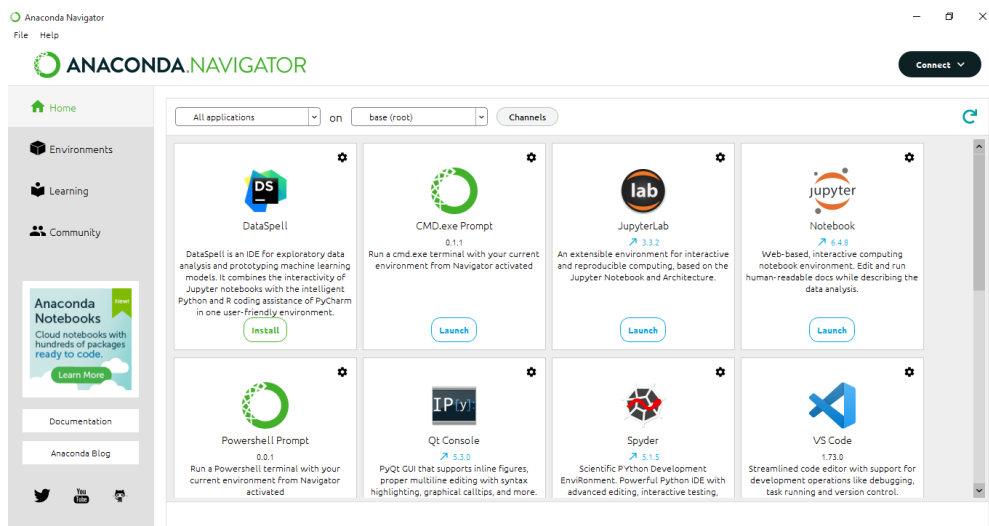 Anaconda Navigator
File Help
ANACONDA.NAVIGATOR
Connect
Home
Environments
Learning
Community
Anaconda
Notebooks
New!
Cloud notebooks with
hundreds of packages
ready to code.
Learn More
Documentation
Anaconda Blog
You
Tube
All applications
on
base (root)
Channels
DS
DataSpell
DataSpell is an IDE for exploratory data
analysis and prototyping machine learning
models. It combines the interactivity of
Jupyter notebooks with the intelligent
Python and R coding assistance of PyCharm
in one user-friendly environment.
Install
CMD.exe Prompt
0.1.1
Run a cmd.exe terminal with your current
environment from Navigator activated
Launch
lab
JupyterLab
3.3.2
An extensible environment for interactive
and reproducible computing, based on the
Jupyter Notebook and Architecture.
Launch
jupyter
Notebook
6.4.8
Web-based, interactive computing
notebook environment. Edit and run
human-readable docs while describing the
data analysis.
Launch
Powershell Prompt
0.0.1
Run a Powershell terminal with your
current environment from Navigator
activated
IP[y]:
Qt Console
5.3.0
PyQt GUI that supports inline figures,
proper multiline editing with syntax
highlighting, graphical calltips, and more.
Spyder
5.1.5
Scientific PYthon Development
EnviRonment. Powerful Python IDE with
advanced editing, interactive testing,
VS Code
1.73.0
Streamlined code editor with support for
development operations like debugging,
task running and version control.